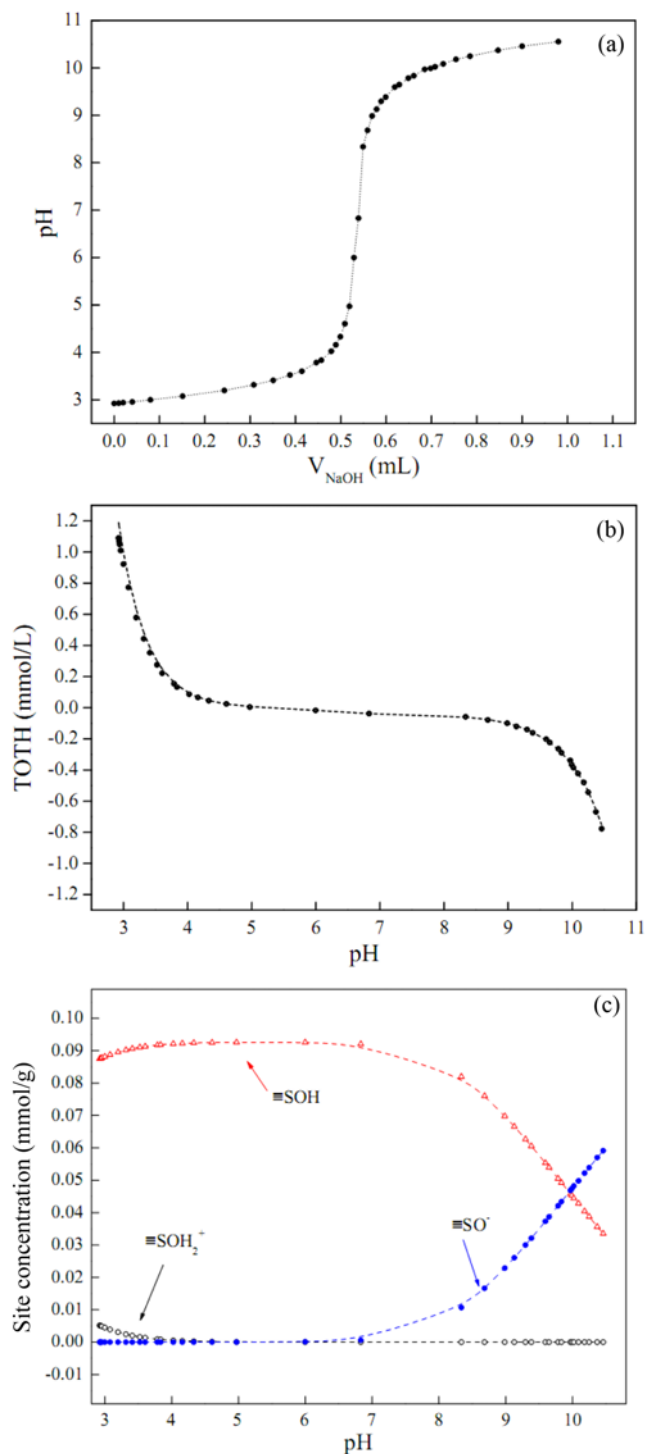 (a)
11
10
9
8
7
6
5
4
3
pH
0.0 0.1 0.2 0.3 0.4 0.5 0.6 0.7 0.8 0.9 1.0 1.1
V_NaOH (mL)
(b)
1.2
1.0
0.8
0.6
0.4
0.2
0.0
-0.2
-0.4
-0.6
-0.8
-1.0
-1.2
TOTH (mmol/L)
3 4 5 6 7 8 9 10 11
pH
(c)
0.10
0.09
0.08
0.07
0.06
0.05
0.04
0.03
0.02
0.01
0.00
-0.01
Site concentration (mmol/g)
≡SOH
≡SOH₂⁺
≡SO⁻
3 4 5 6 7 8 9 10
pH